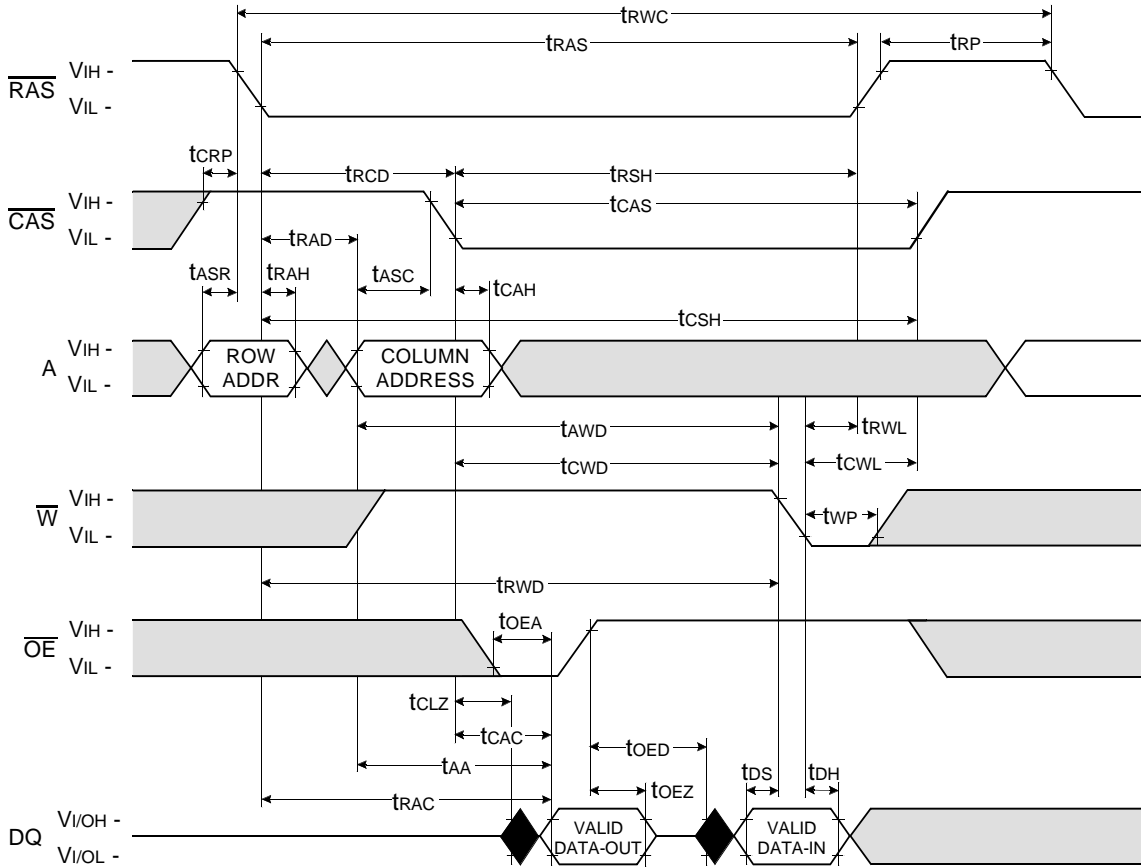 tRWC
tRAS
tRP
RAS
VIH -
VIL -
tCRP
tRCD
tRSH
CAS
VIH -
VIL -
tCAS
tRAD
tASR
tRAH
tASC
tCAH
tCSH
A
VIH -
VIL -
ROW
ADDR
COLUMN
ADDRESS
tAWD
tRWL
tCWD
tCWL
W
VIH -
VIL -
tWP
tRWD
OE
VIH -
VIL -
tOEA
tCLZ
tCAC
tOED
tAA
tOEZ
tDS
tDH
tRAC
DQ
VI/OH -
VI/OL -
VALID
DATA-OUT
VALID
DATA-IN